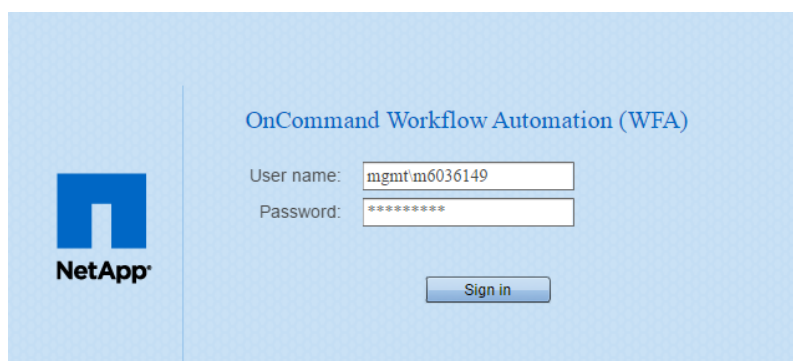 OnCommand Workflow Automation (WFA)
User name: mgmt\m6036149
Password: *********
NetApp
Sign in